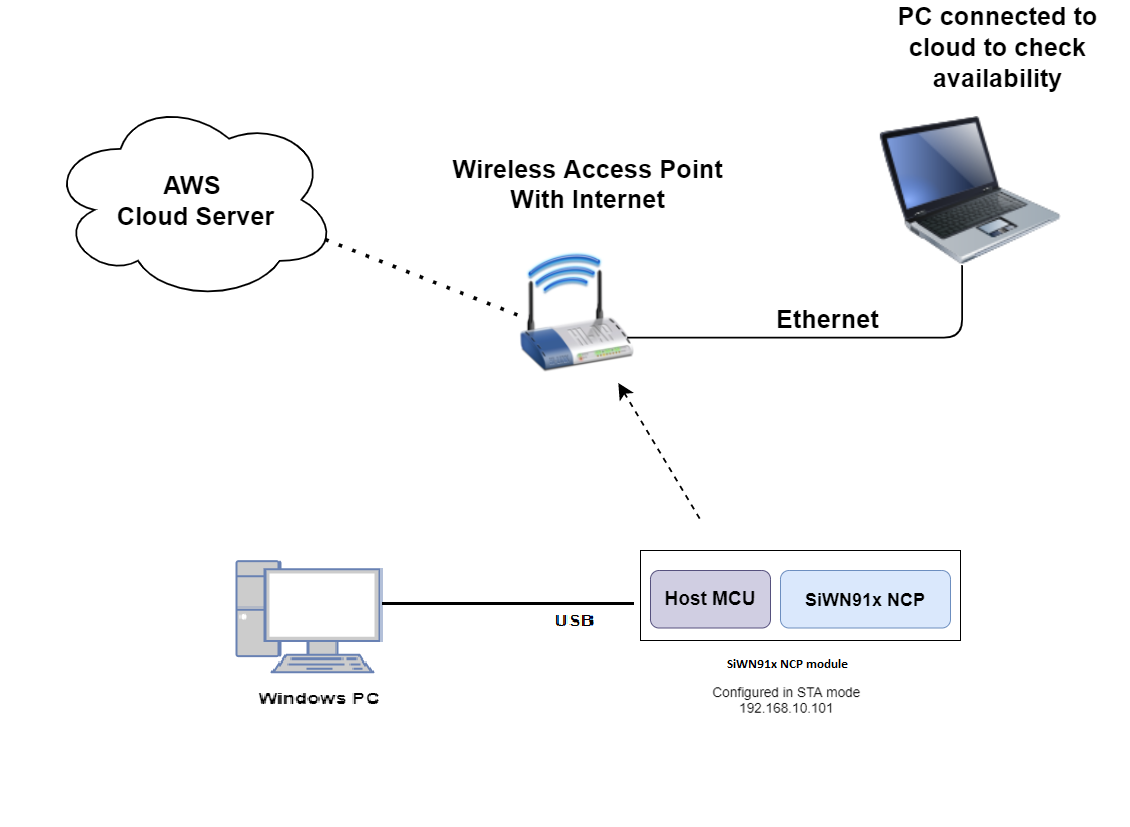 PC connected to
cloud to check
availability
Wireless Access Point
With Internet
AWS
Cloud Server
Ethernet
Host MCU
SiWN91x NCP
USB
SiWN91x NCP module
Windows PC
Configured in STA mode
192.168.10.101